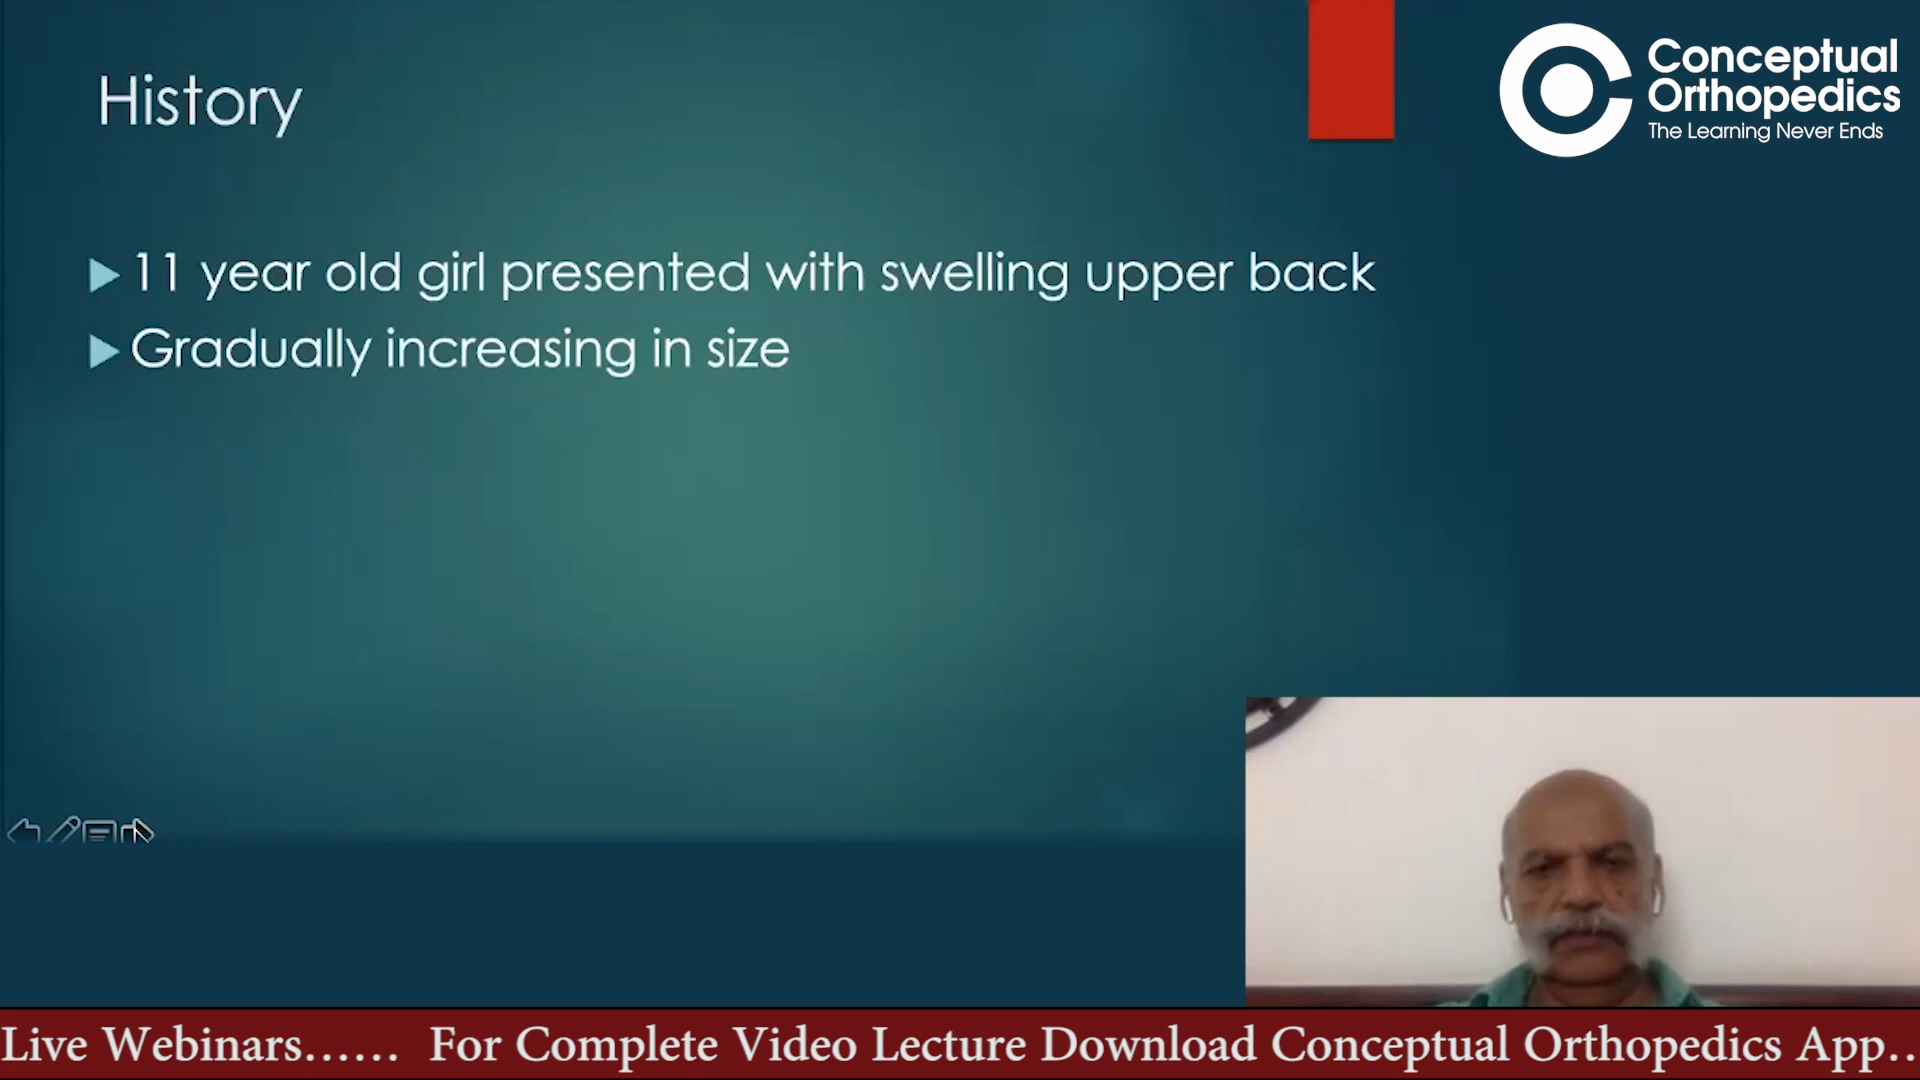 History
Conceptual
Orthopedics
The Learning Never Ends
11 year old girl presented with swelling upper back
Gradually increasing in size
Live Webinars...... For Complete Video Lecture Download Conceptual Orthopedics App..